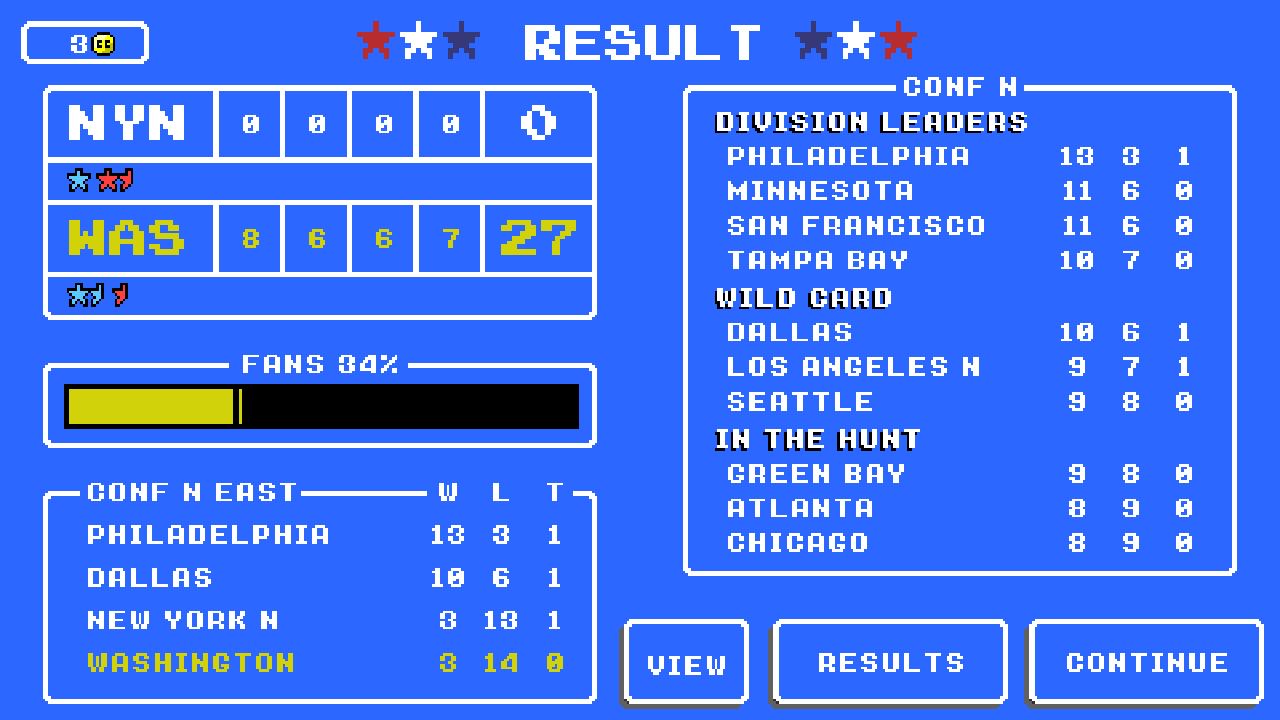 3
RESULT
NYN 0 0 0 0 0
WAS 8 6 6 7 27
FANS 34%
CONF N EAST W L T
PHILADELPHIA 13 3 1
DALLAS 10 6 1
NEW YORK N 3 13 1
WASHINGTON 3 14 0
CONF N
DIVISION LEADERS
PHILADELPHIA 13 3 1
MINNESOTA 11 6 0
SAN FRANCISCO 11 6 0
TAMPA BAY 10 7 0
WILD CARD
DALLAS 10 6 1
LOS ANGELES N 9 7 1
SEATTLE 9 8 0
IN THE HUNT
GREEN BAY 9 8 0
ATLANTA 8 9 0
CHICAGO 8 9 0
VIEW RESULTS CONTINUE